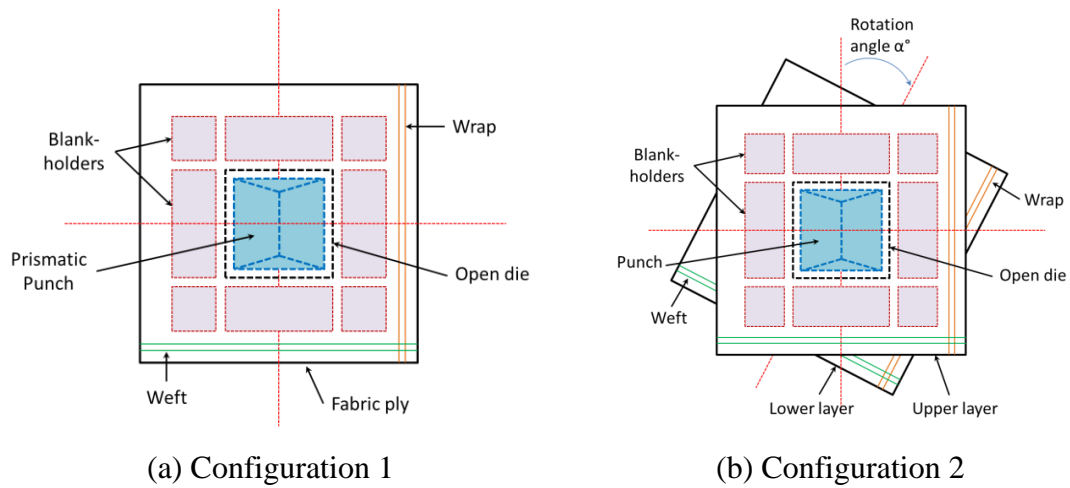 Blank-
holders
Wrap
Prismatic
Punch
Open die
Weft
Fabric ply
(a) Configuration 1
Rotation
angle α°
Blank-
holders
Wrap
Punch
Open die
Weft
Lower layer
Upper layer
(b) Configuration 2